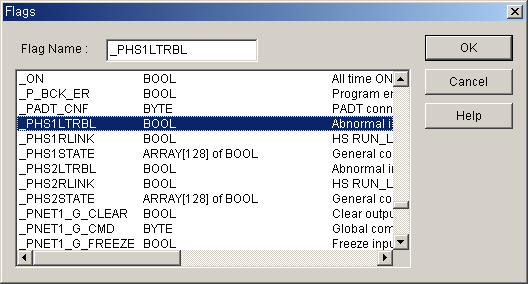 Flags
Flag Name : _PHS1LTRBL
OK
Cancel
Help
_ON BOOL All time ON
_P_BCK_ER BOOL Program er
_PADT_CNF BYTE PADT conn
_PHS1LTRBL BOOL Abnormal i
_PHS1RLINK BOOL HS RUN_L
_PHS1STATE ARRAY[128] of BOOL General co
_PHS2LTRBL BOOL Abnormal i
_PHS2RLINK BOOL HS RUN_L
_PHS2STATE ARRAY[128] of BOOL General co
_PNET1_G_CLEAR BOOL Clear outpu
_PNET1_G_CMD BYTE Global com
_PNET1_G_FREEZE BOOL Freeze inpu